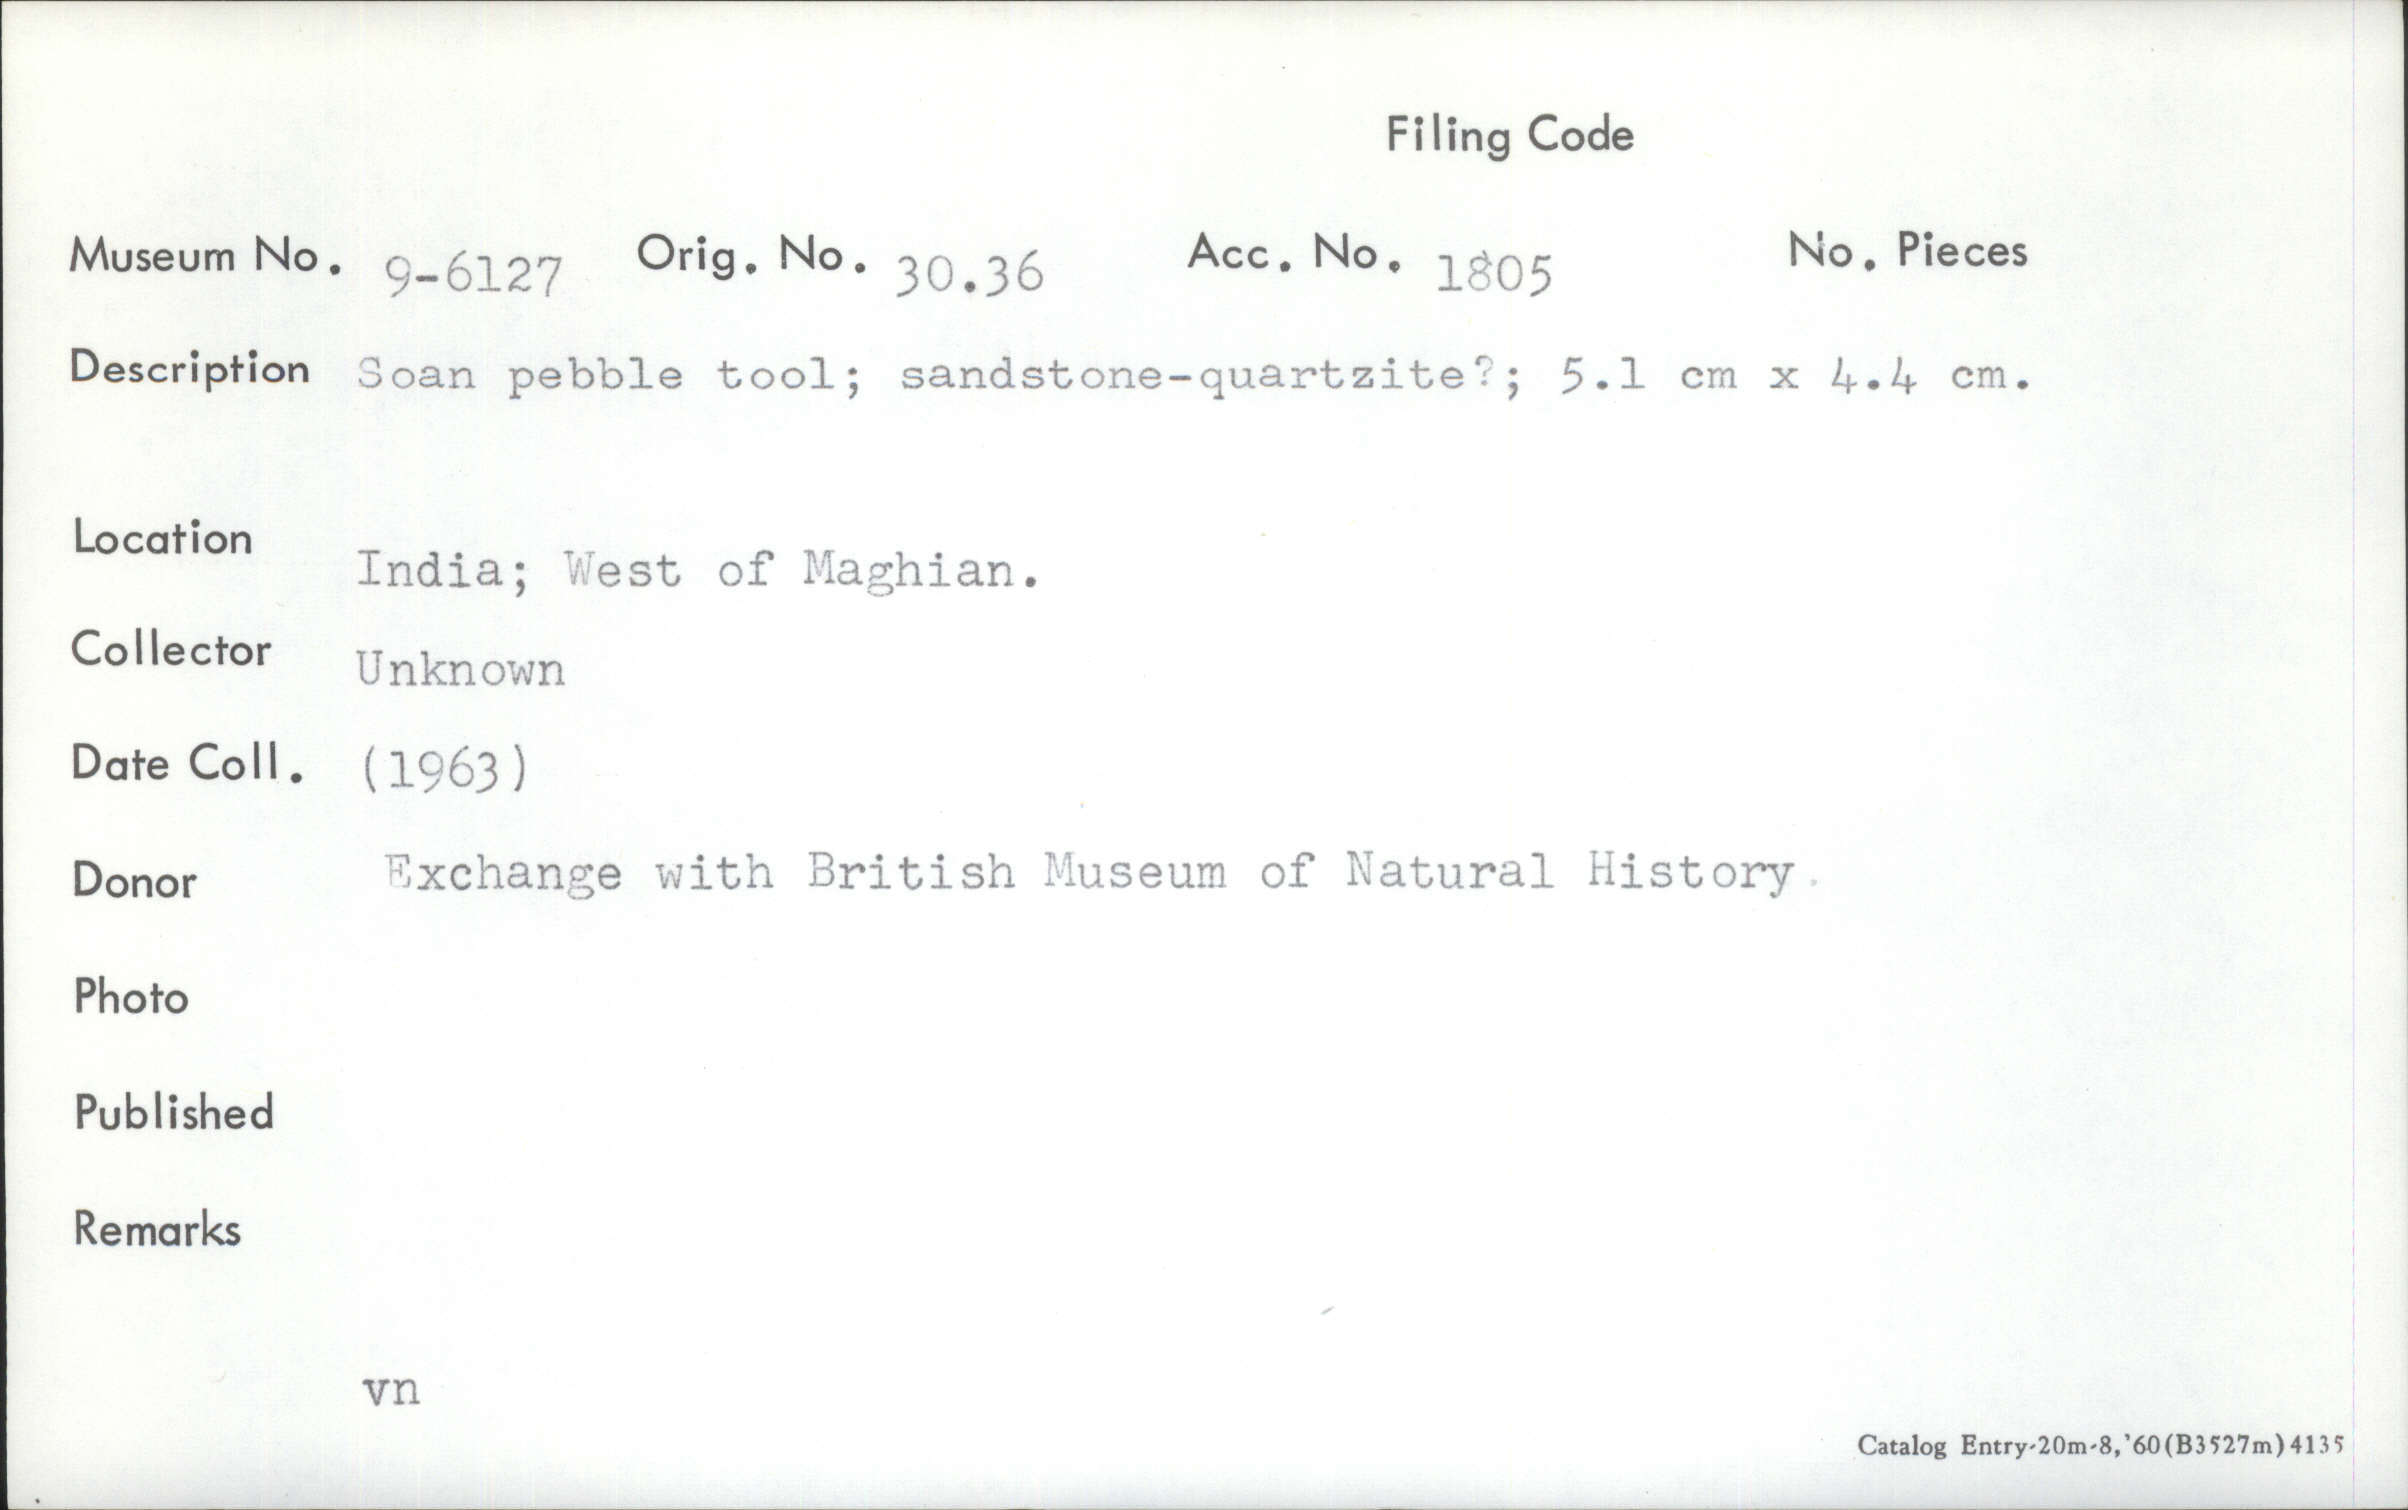 Filing Code
Museum No. 9-6127 Orig. No. 30.36 Acc. No. 1805 No. Pieces
Description Soan pebble tool; sandstone-quartzite?; 5.1 cm x 4.4 cm.
Location India; West of Maghian.
Collector Unknown
Date Coll. (1963)
Donor Exchange with British Museum of Natural History.
Photo
Published
Remarks
vn
Catalog Entry-20m-8,'60(B3527m)4135